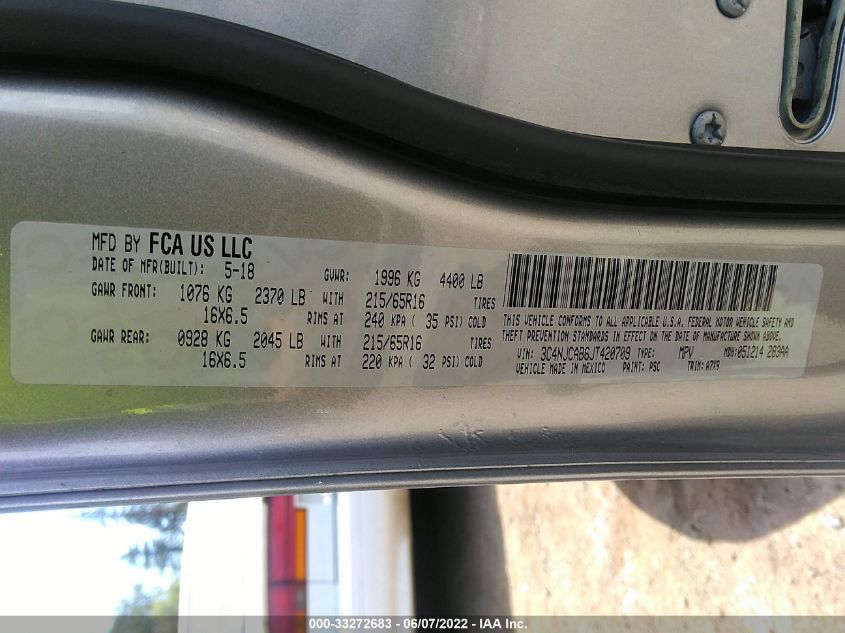 MFD BY FCA US LLC
DATE OF MFR(BUILT): 5-18 GVWR: 1996 KG 4400 LB
GAWR FRONT: 1076 KG 2370 LB WITH 215/65R16 TIRES
16X6.5 RIMS AT 240 KPA ( 35 PSI) COLD
GAWR REAR: 0928 KG 2045 LB WITH 215/65R16 TIRES
16X6.5 RIMS AT 220 KPA ( 32 PSI) COLD
THIS VEHICLE CONFORMS TO ALL APPLICABLE U.S.A. FEDERAL MOTOR VEHICLE SAFETY AND
THEFT PREVENTION STANDARDS IN EFFECT ON THE DATE OF MANUFACTURE SHOWN ABOVE.
VIN: 3C4NJCAB6JT420709 TYPE: MPV MDH: 051214 283AA
VEHICLE MADE IN MEXICO PAINT: PSC TRIM: A7X9
000-33272683 - 06/07/2022 - IAA Inc.